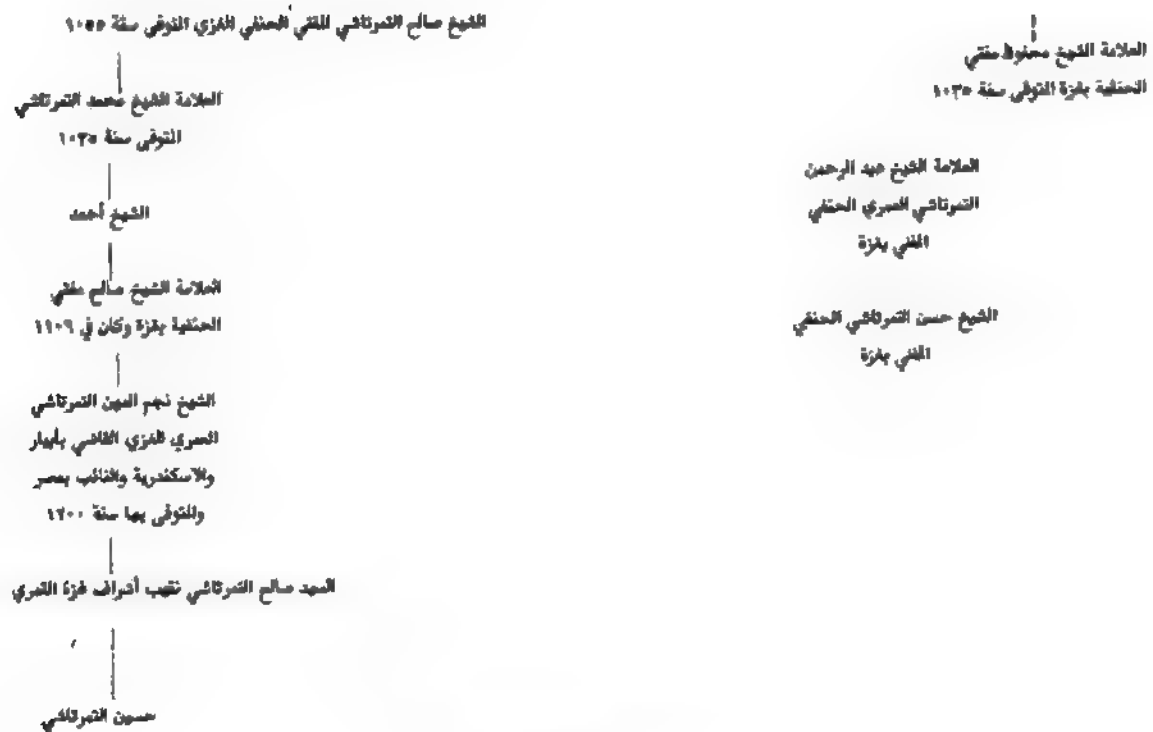 العلامة الشيخ محفوظ مفتي
الحنفية بغزة المتوفى سنة ١٠٣٥
العلامة الشيخ عبد الرحمن
التمرتاشي العمري الحنفي
المفتي بغزة
الشيخ حسن التمرتاشي الحنفي
المفتي بغزة
الشيخ صالح التمرتاشي المفتي الحنفي الغزي المتوفى سنة ١٠٥٥
العلامة الشيخ محمد التمرتاشي
المتوفى سنة ١٠٣٥
الشيخ أحمد
العلامة الشيخ صالح مفتي
الحنفية بغزة وكان في ١١٠٩
الشيخ نجم الدين التمرتاشي
العمري الغزي القاضي بأبيار
والاسكندرية والنائب بمصر
والمتوفى بها سنة ١٢٠٠
السيد صالح التمرتاشي نقيب أشراف غزة التمري
حسين التمرتاشي